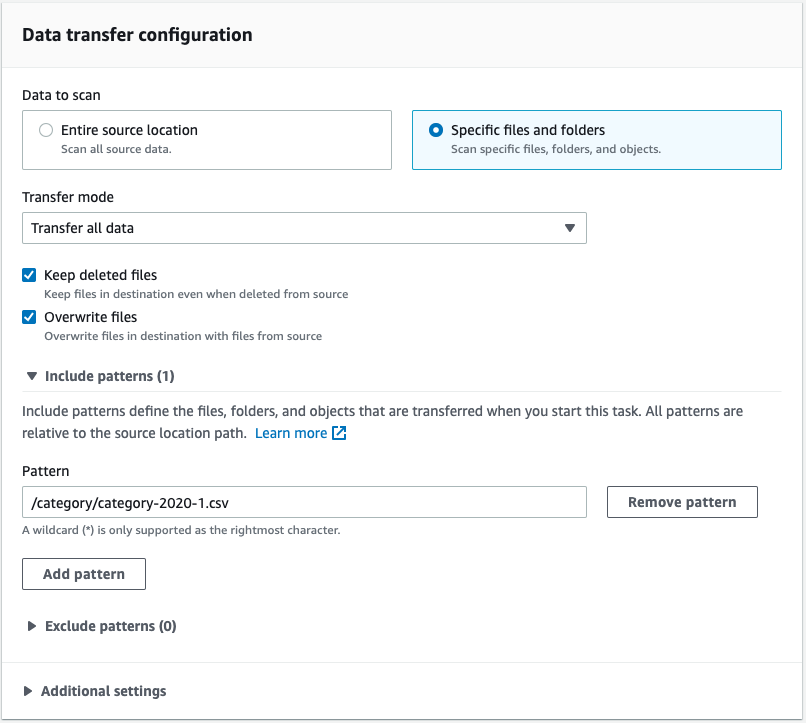 Data transfer configuration
Data to scan
Entire source location
Scan all source data.
Specific files and folders
Scan specific files, folders, and objects.
Transfer mode
Transfer all data
Keep deleted files
Keep files in destination even when deleted from source
Overwrite files
Overwrite files in destination with files from source
Include patterns (1)
Include patterns define the files, folders, and objects that are transferred when you start this task. All patterns are
relative to the source location path. Learn more
Pattern
/category/category-2020-1.csv
Remove pattern
A wildcard (*) is only supported as the rightmost character.
Add pattern
Exclude patterns (0)
Additional settings